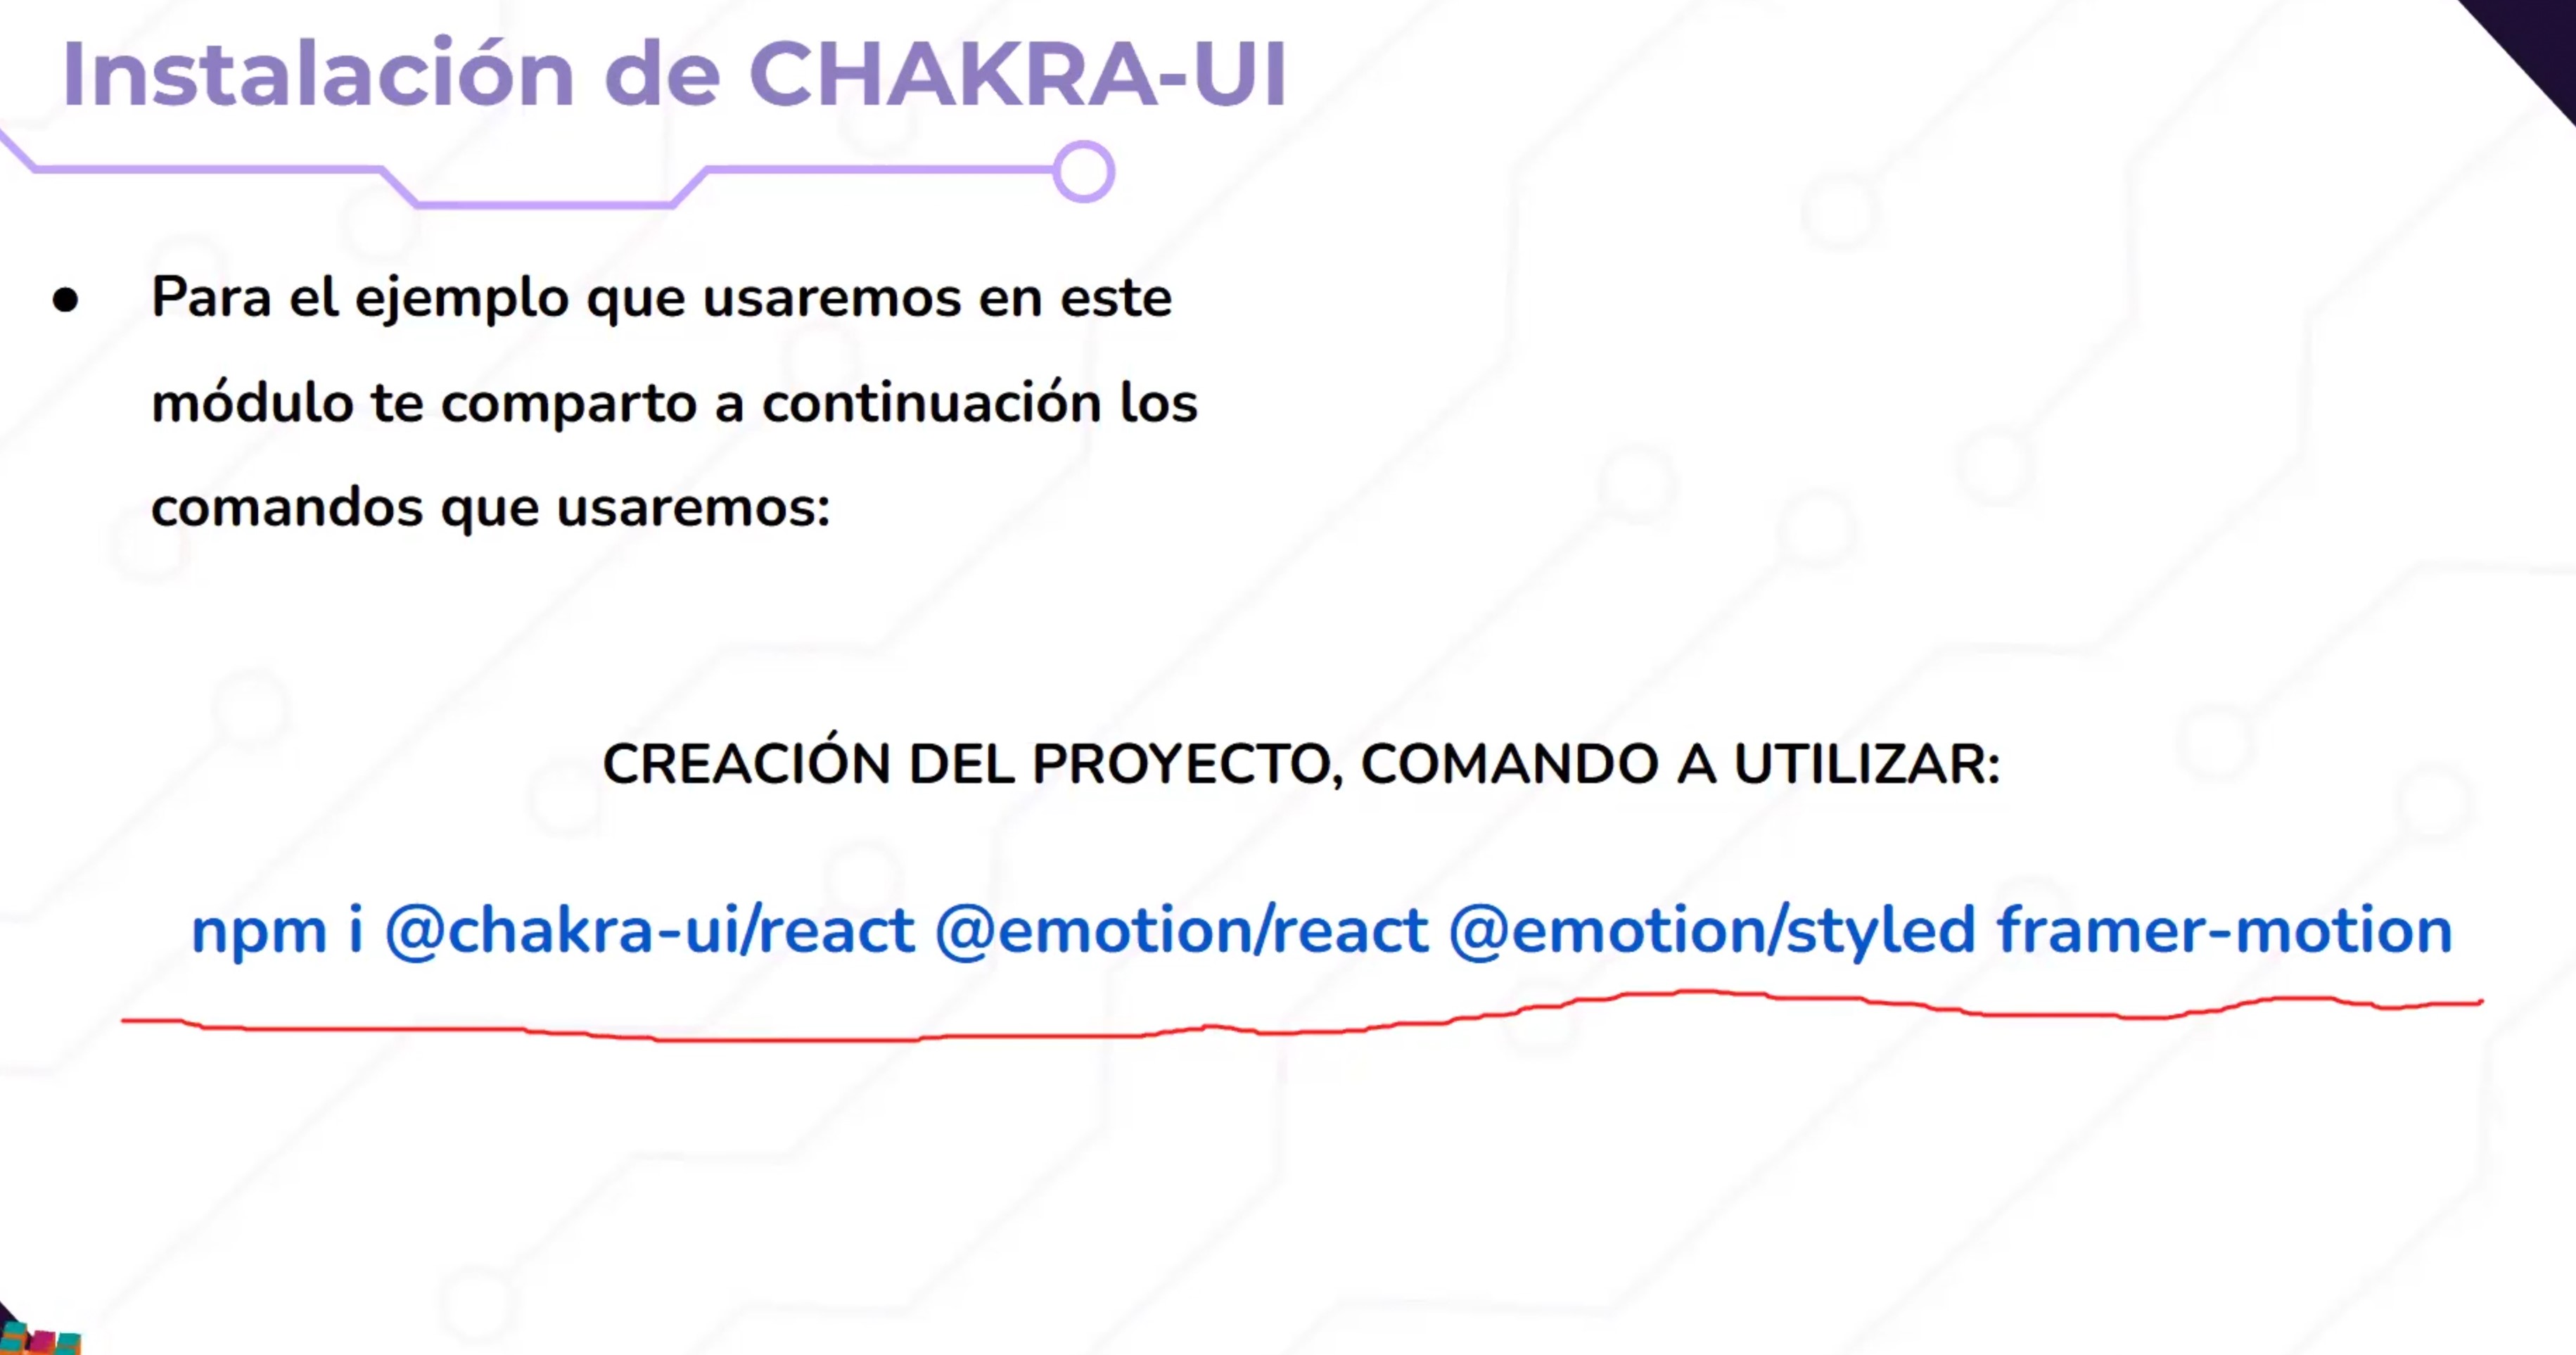 Instalación de CHAKRA-UI
● Para el ejemplo que usaremos en este
módulo te comparto a continuación los
comandos que usaremos:
CREACIÓN DEL PROYECTO, COMANDO A UTILIZAR:
npm i @chakra-ui/react @emotion/react @emotion/styled framer-motion